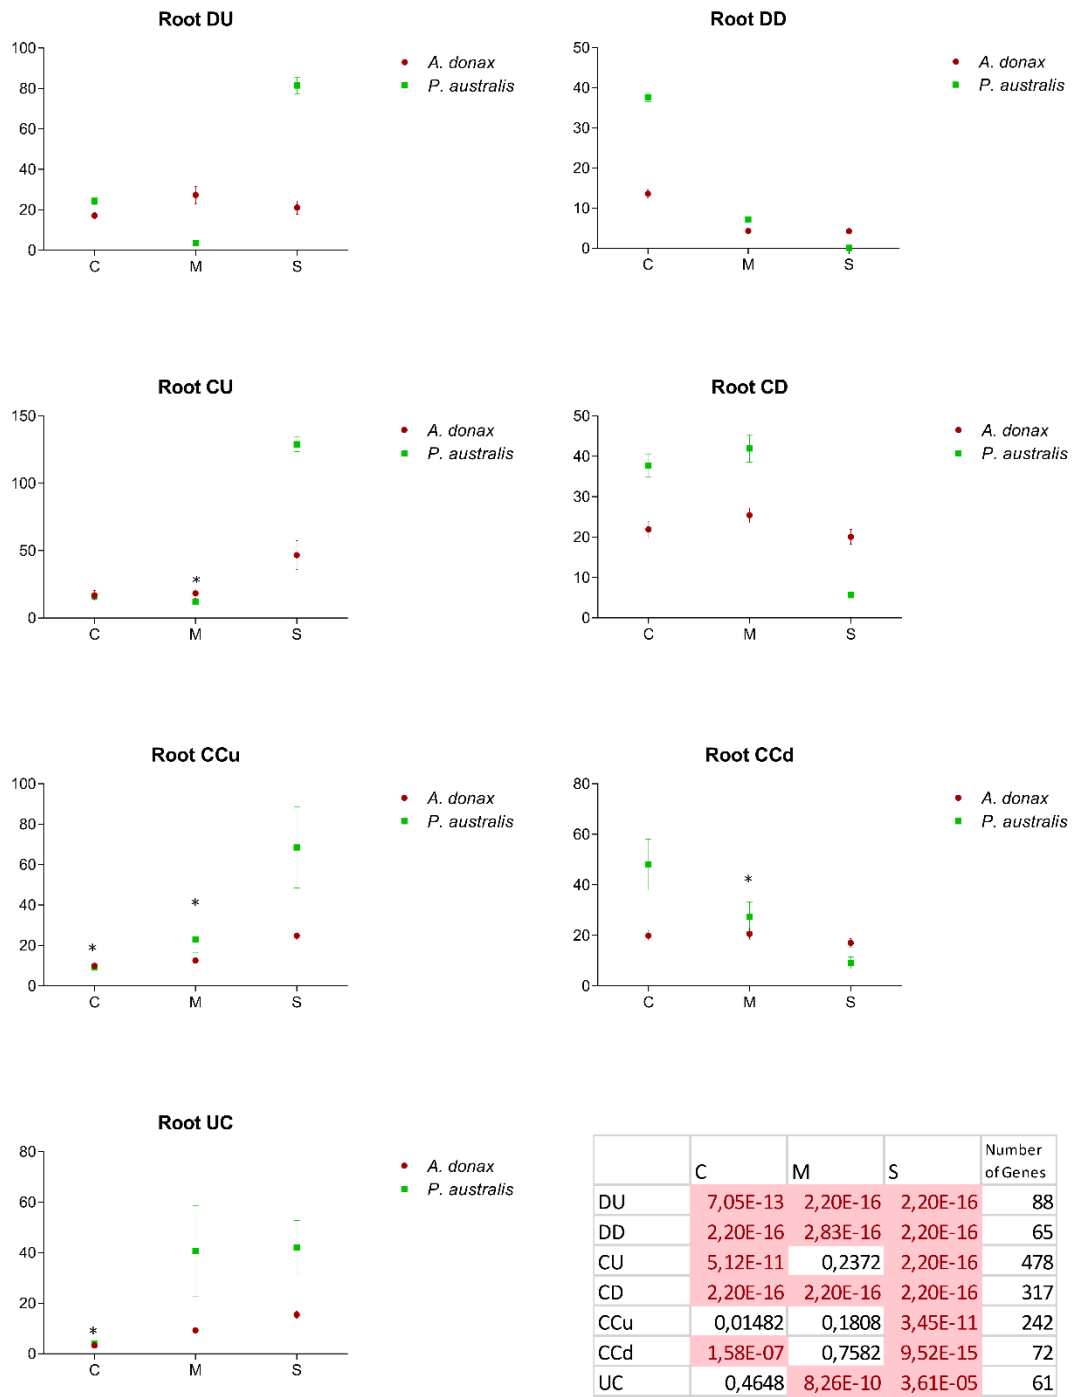 Root DU
100
80
60
40
20
0
C M S
A. donax
P. australis
Root DD
50
40
30
20
10
0
C M S
A. donax
P. australis
Root CU
150
100
50
0
*
C M S
A. donax
P. australis
Root CD
50
40
30
20
10
0
C M S
A. donax
P. australis
Root CCu
100
80
60
40
20
0
* *
C M S
A. donax
P. australis
Root CCd
80
60
40
20
0
*
C M S
A. donax
P. australis
Root UC
80
60
40
20
0
*
C M S
A. donax
P. australis
C M S Number of Genes
DU 7,05E-13 2,20E-16 2,20E-16 88
DD 2,20E-16 2,83E-16 2,20E-16 65
CU 5,12E-11 0,2372 2,20E-16 478
CD 2,20E-16 2,20E-16 2,20E-16 317
CCu 0,01482 0,1808 3,45E-11 242
CCd 1,58E-07 0,7582 9,52E-15 72
UC 0,4648 8,26E-10 3,61E-05 61